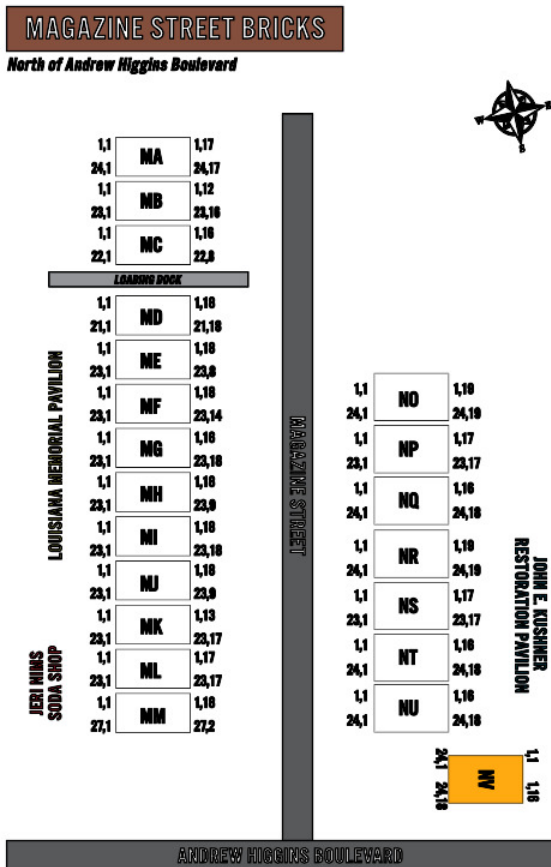 MAGAZINE STREET BRICKS
North of Andrew Higgins Boulevard
1,1 MA 1,17
24,1 24,17
1,1 MB 1,12
23,1 23,16
1,1 MC 1,16
22,1 22,8
LOADING DOCK
1,1 MD 1,18
21,1 21,18
1,1 ME 1,18
23,1 23,8
1,1 MF 1,18
23,1 23,14
1,1 MG 1,16
23,1 23,18
1,1 MH 1,18
23,1 23,9
1,1 MI 1,18
23,1 23,18
1,1 MJ 1,18
23,1 23,9
1,1 MK 1,13
23,1 23,17
1,1 ML 1,17
23,1 23,17
1,1 MM 1,18
27,1 27,2
LOUISIANA MEMORIAL PAVILION
JERI NIMS
SODA SHOP
MAGAZINE STREET
1,1 NO 1,19
24,1 24,19
1,1 NP 1,17
23,1 23,17
1,1 NQ 1,16
24,1 24,18
1,1 NR 1,19
24,1 24,19
1,1 NS 1,17
23,1 23,17
1,1 NT 1,16
24,1 24,18
1,1 NU 1,16
24,1 24,18
1,1 NV 1,16
24,1 24,18
JOHN E. KUSHNER
RESTORATION PAVILION
ANDREW HIGGINS BOULEVARD